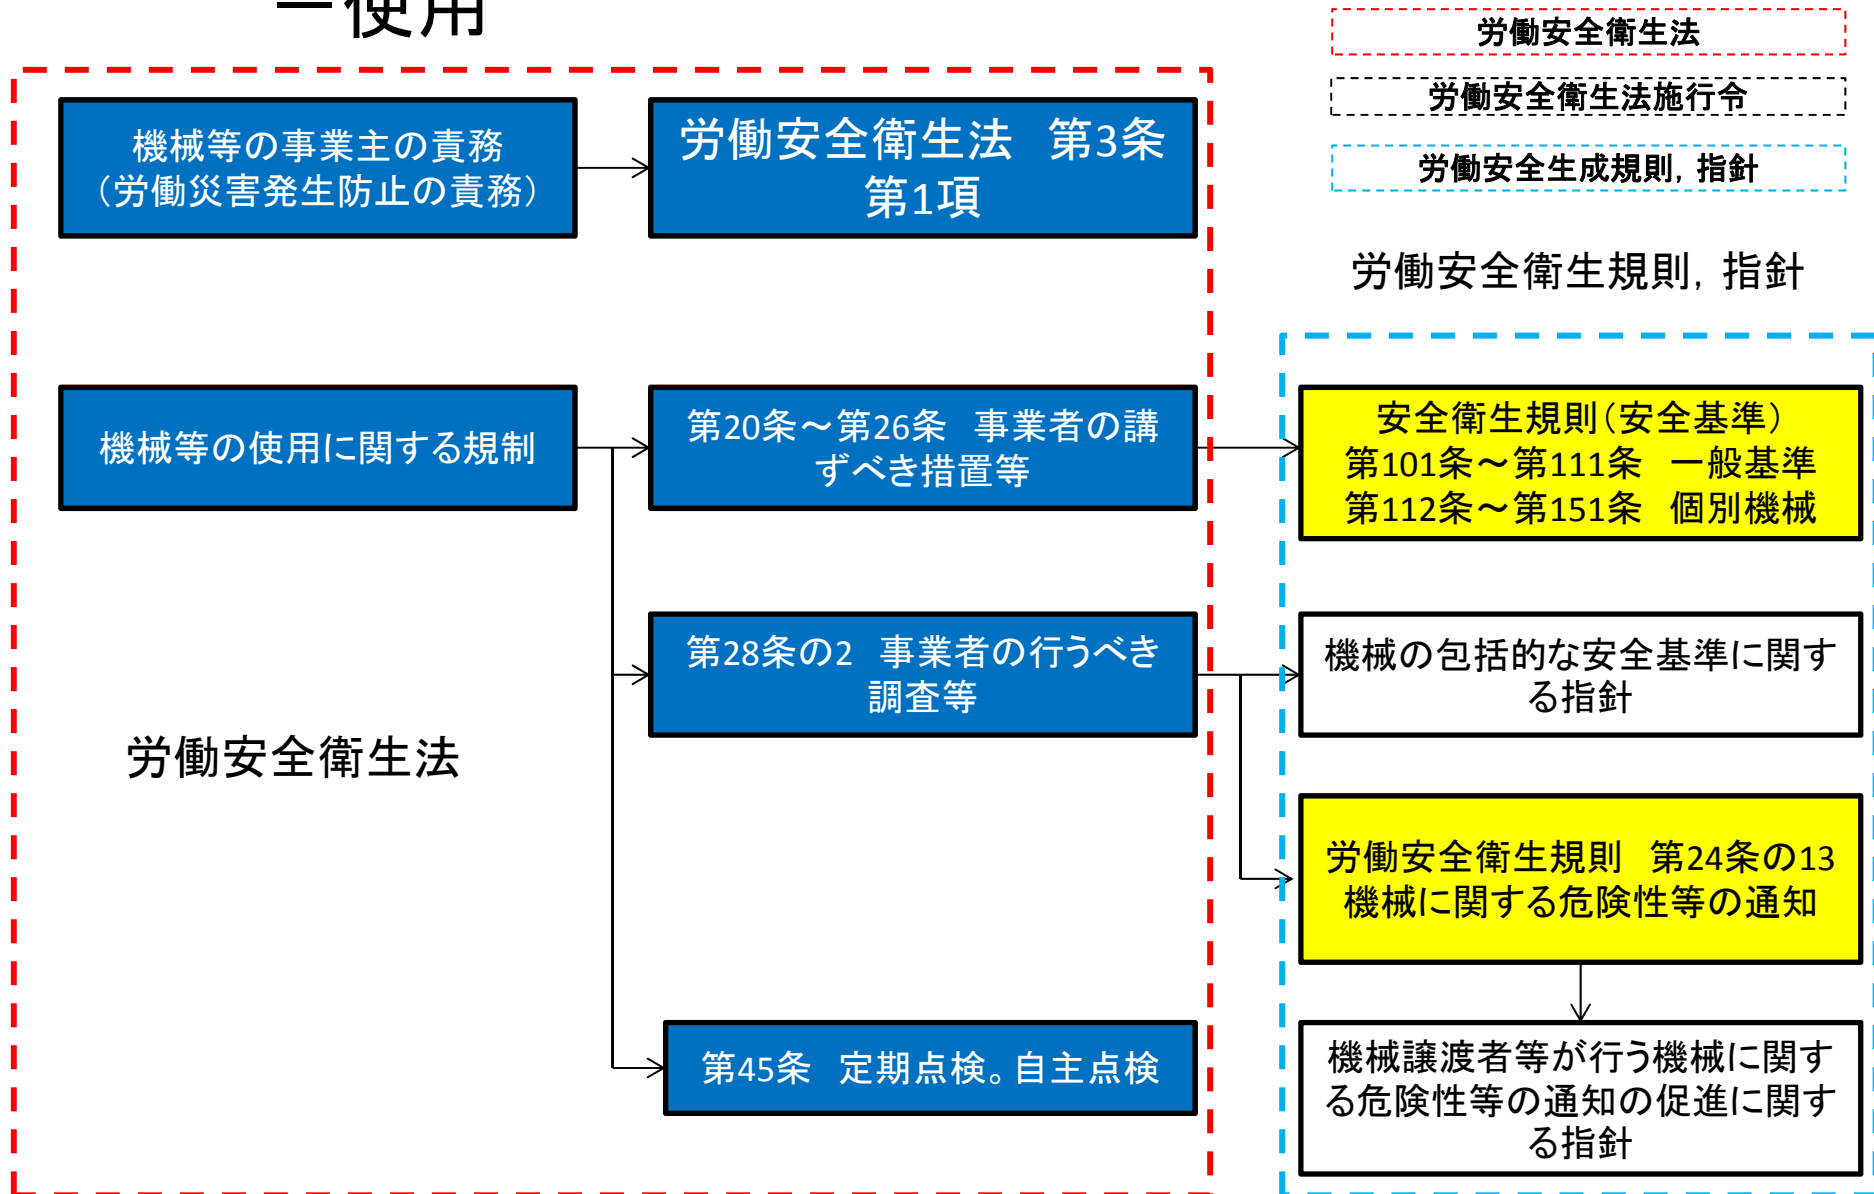 －使用
労働安全衛生法
労働安全衛生法施行令
労働安全生成規則，指針
機械等の事業主の責務
（労働災害発生防止の責務）
労働安全衛生法　第3条
第1項
労働安全衛生規則，指針
機械等の使用に関する規制
第20条～第26条　事業者の講
ずべき措置等
安全衛生規則（安全基準）
第101条～第111条　一般基準
第112条～第151条　個別機械
第28条の2　事業者の行うべき
調査等
機械の包括的な安全基準に関す
る指針
労働安全衛生法
労働安全衛生規則　第24条の13
機械に関する危険性等の通知
第45条　定期点検。自主点検
機械譲渡者等が行う機械に関す
る危険性等の通知の促進に関す
る指針